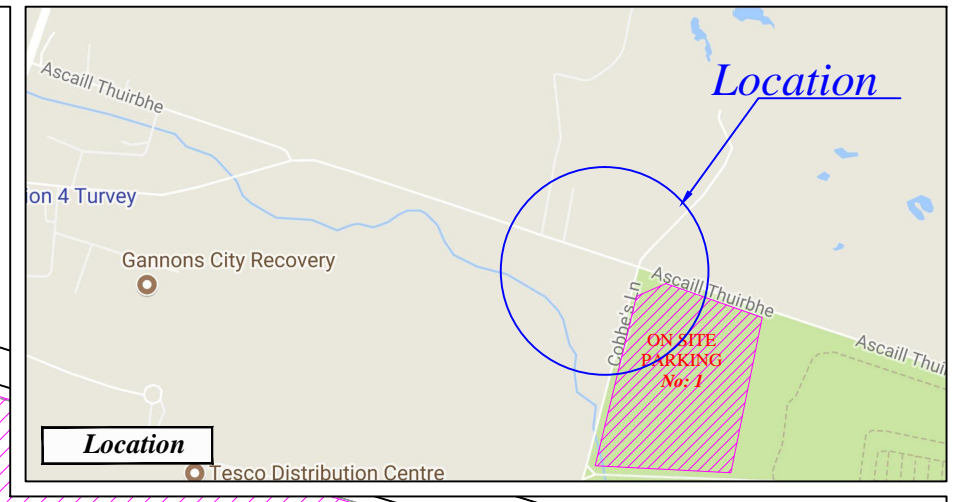 Ascaill Thuirbhe
Location
ion 4 Turvey
Gannons City Recovery
Ascaill Thuirbhe
Cobbe's Ln
ON SITE
PARKING
No: 1
Ascaill Thui
Location
Tesco Distribution Centre